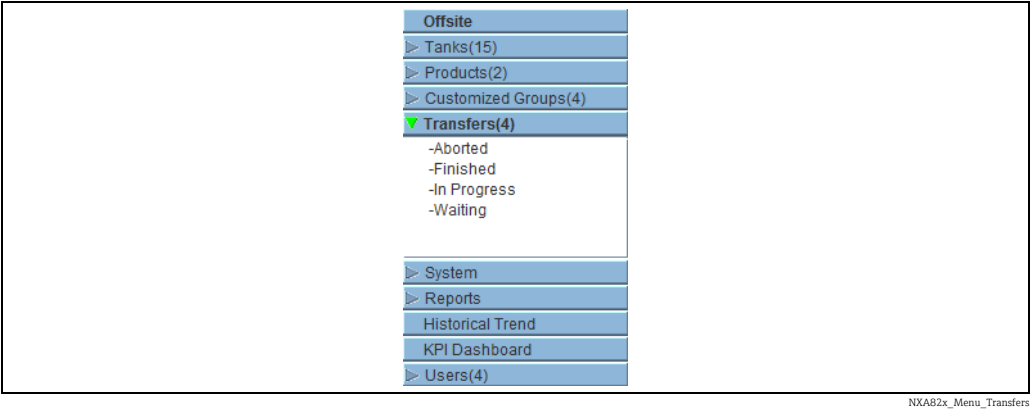 Offsite
Tanks(15)
Products(2)
Customized Groups(4)
Transfers(4)
-Aborted
-Finished
-In Progress
-Waiting
System
Reports
Historical Trend
KPI Dashboard
Users(4)
NXA82x_Menu_Transfers